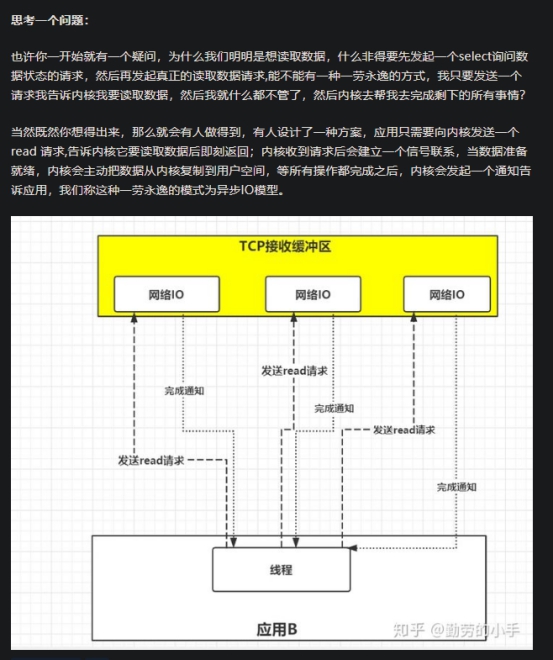 思考一个问题：
也许你一开始就有一个疑问，为什么我们明明是想读取数据，什么非得要先发起一个select询问数
据状态的请求，然后再发起真正的读取数据请求,能不能有一种一劳永逸的方式，我只要发送一个
请求我告诉内核我要读取数据，然后我就什么都不管了，然后内核去帮我去完成剩下的所有事情？
当然既然你想得出来，那么就会有人做得到，有人设计了一种方案，应用只需要向内核发送一个
read 请求,告诉内核它要读取数据后即刻返回；内核收到请求后会建立一个信号联系，当数据准备
就绪，内核会主动把数据从内核复制到用户空间，等所有操作都完成之后，内核会发起一个通知告
诉应用，我们称这种一劳永逸的模式为异步IO模型。
TCP接收缓冲区
网络IO
网络IO
网络IO
发送read请求
完成通知
完成通知
发送read请求
发送read请求
完成通知
线程
应用B
知乎 @勤劳的小手